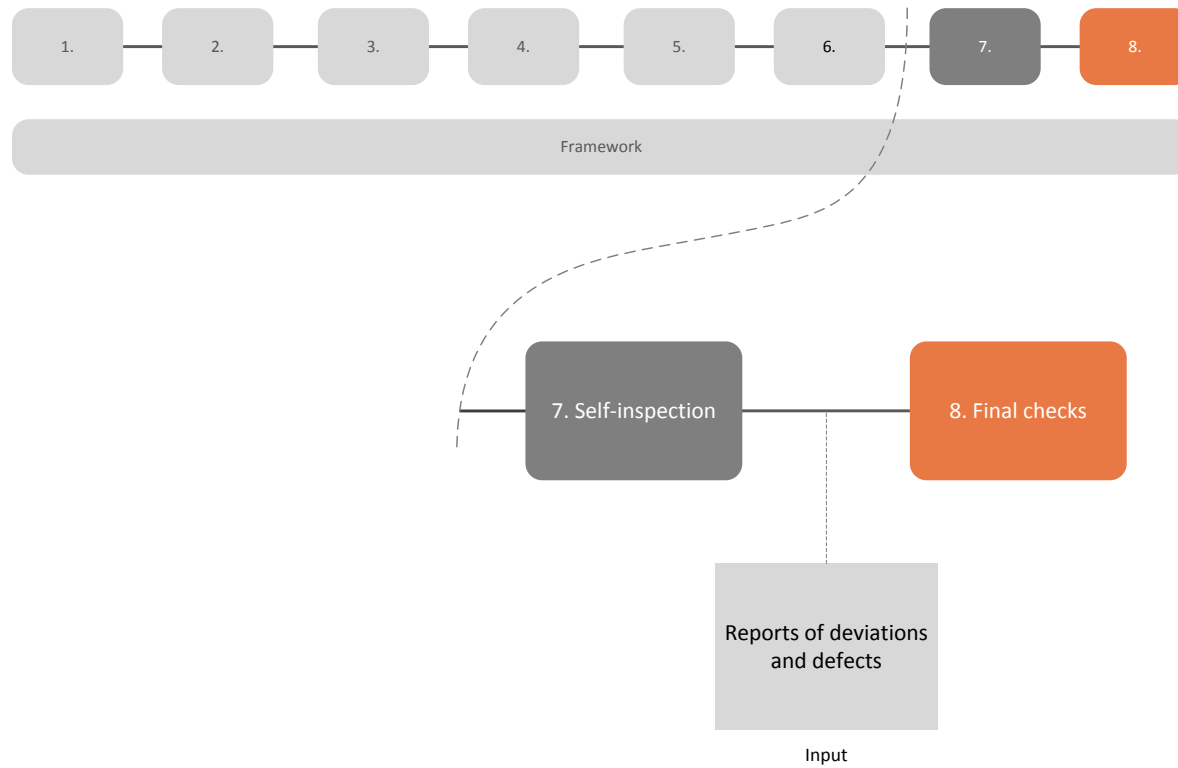 1.
2.
3.
4.
5.
6.
7.
8.
Framework
7. Self-inspection
8. Final checks
Reports of deviations
and defects
Input